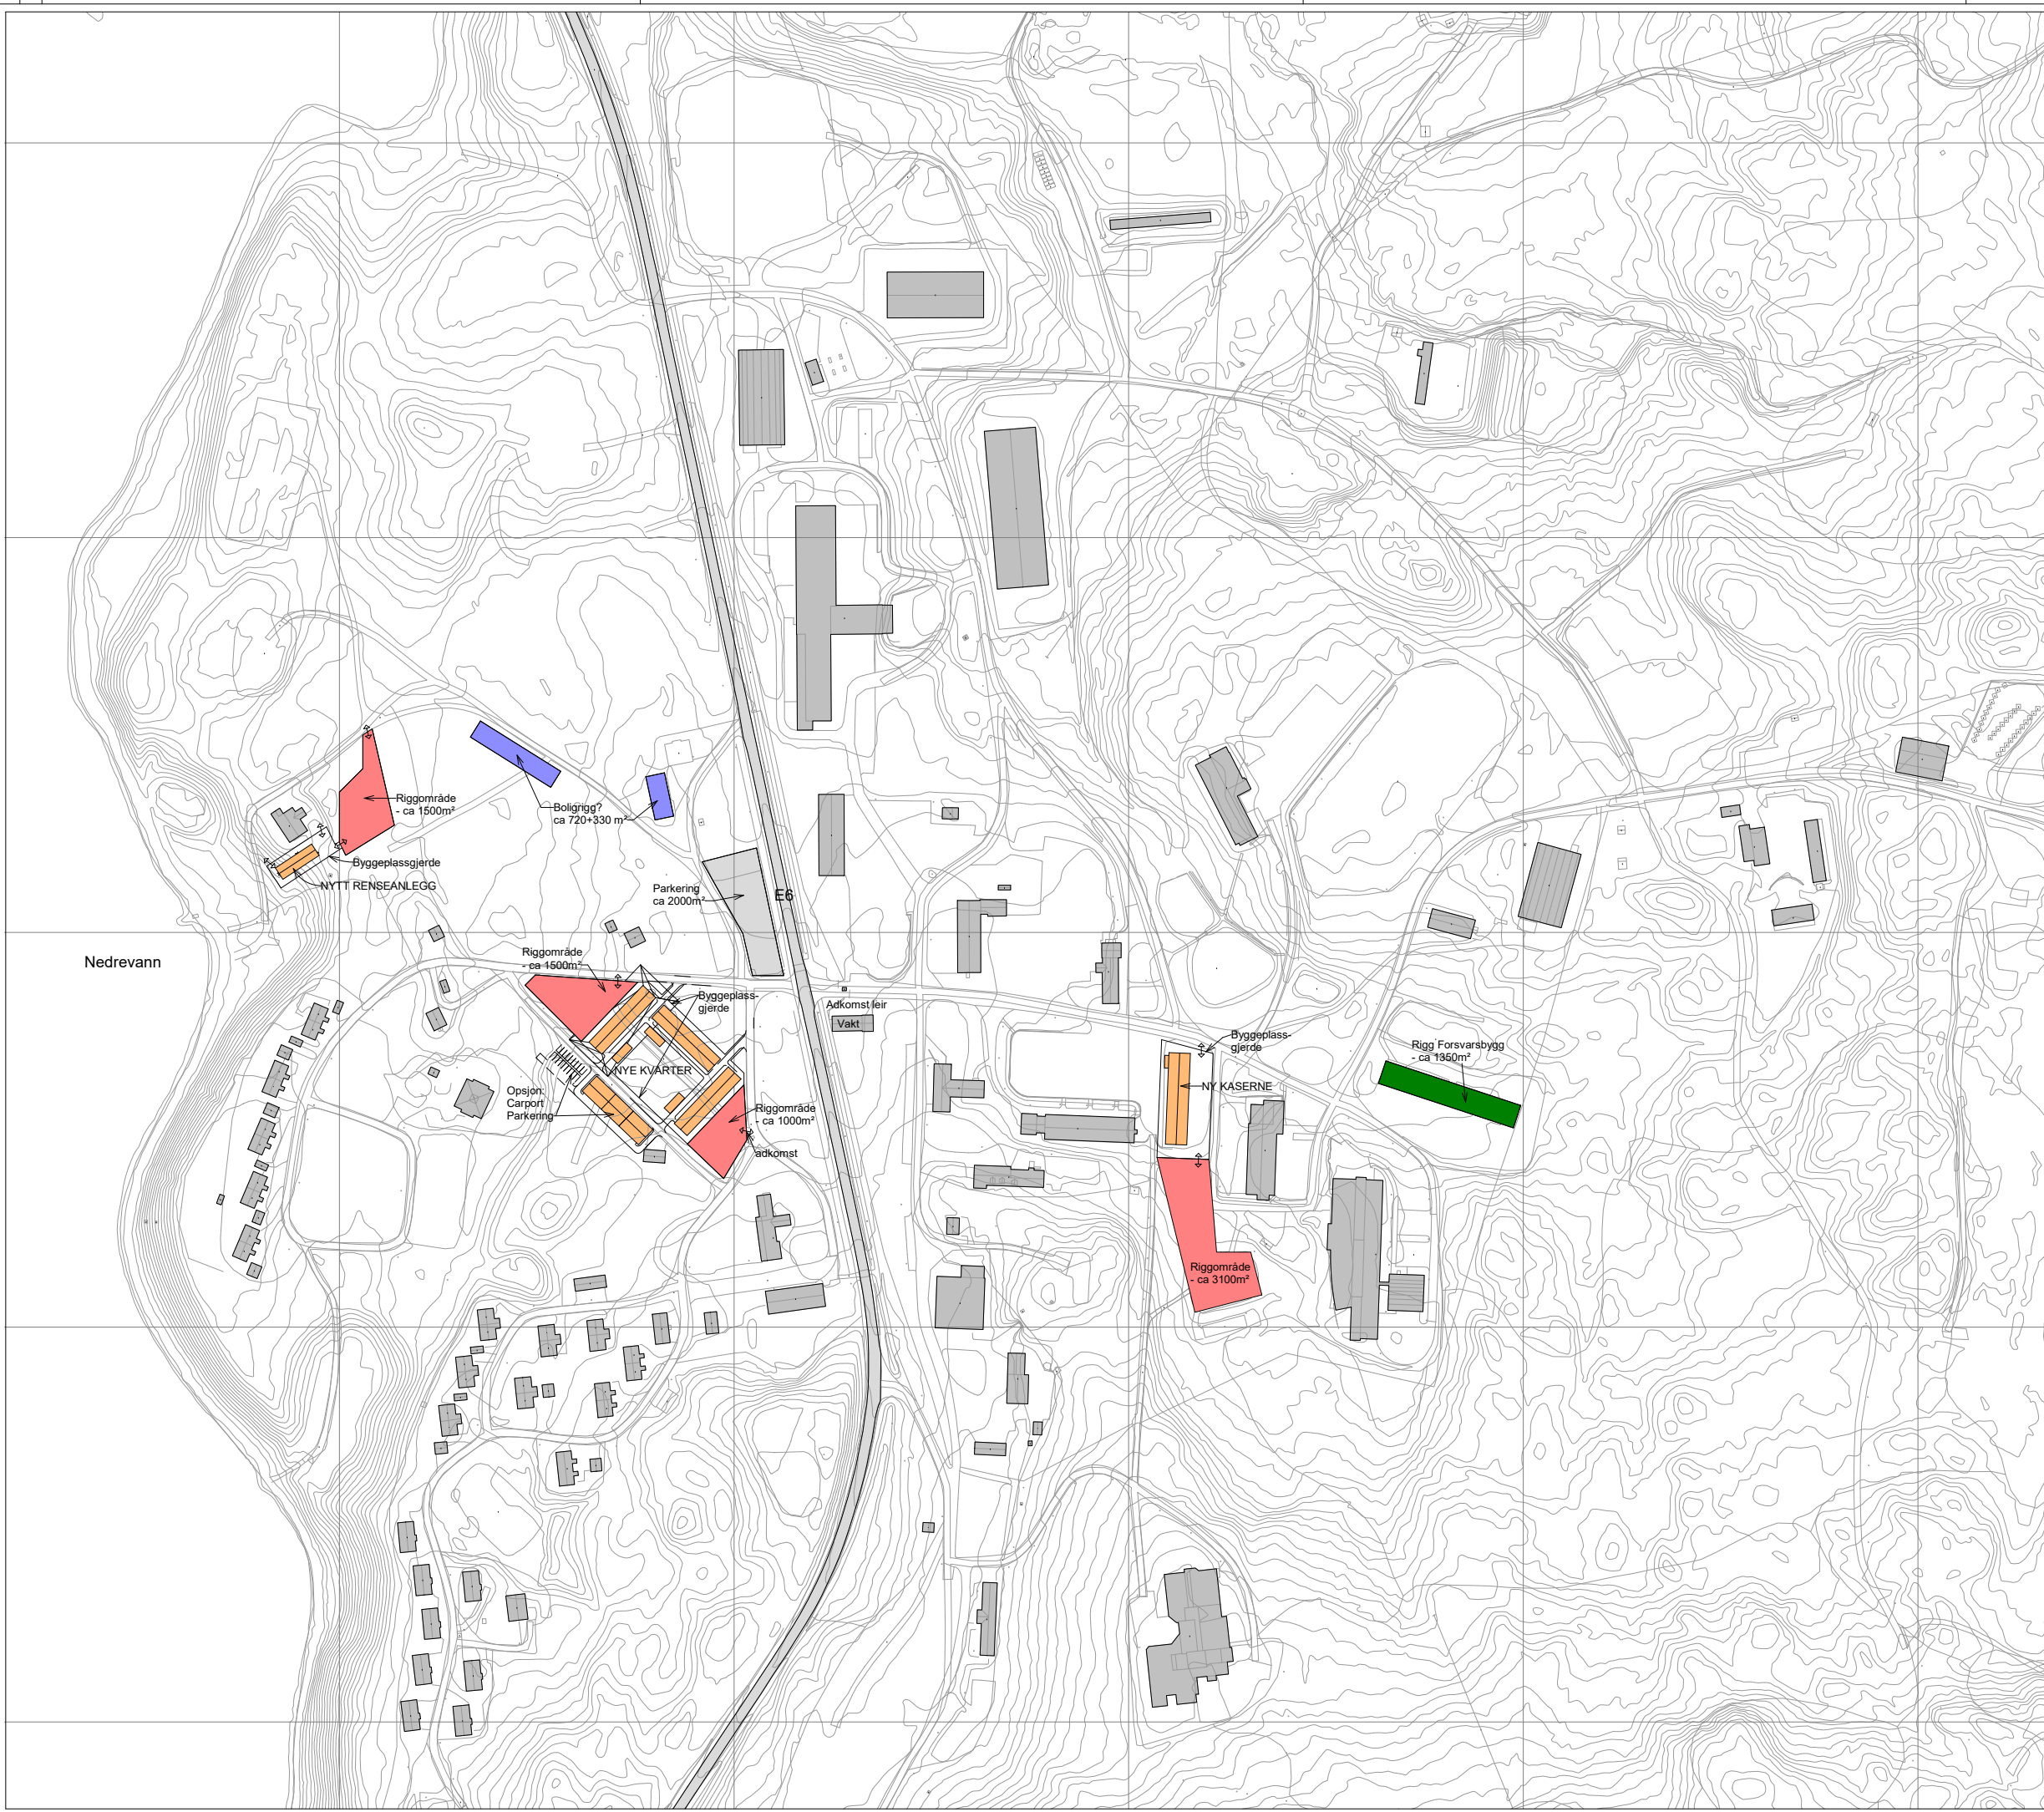 Riggområde
- ca 1500m²
Boligrigg?
ca 720+330 m²
Byggeplassgjerde
NYTT RENSEANLEGG
Parkering
ca 2000m²
E6
Nedrevann
Riggområde
- ca 1500m²
Byggeplass-
gjerde
Adkomst leir
Vakt
NYE KVARTER
Opsjon:
Carport
Parkering
Riggområde
- ca 1000m²
adkomst
Byggeplass-
gjerde
NY KASERNE
Rigg Forsvarsbygg
- ca 1350m²
Riggområde
- ca 3100m²